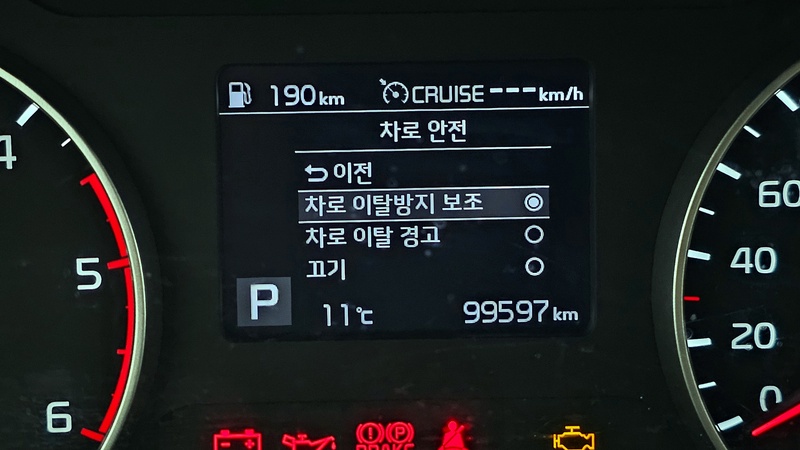 190km CRUISE---km/h
차로 안전
이전
차로 이탈방지 보조
차로 이탈 경고
끄기
P 11℃ 99597km
4
5
6
60
40
20
0
BRAKE